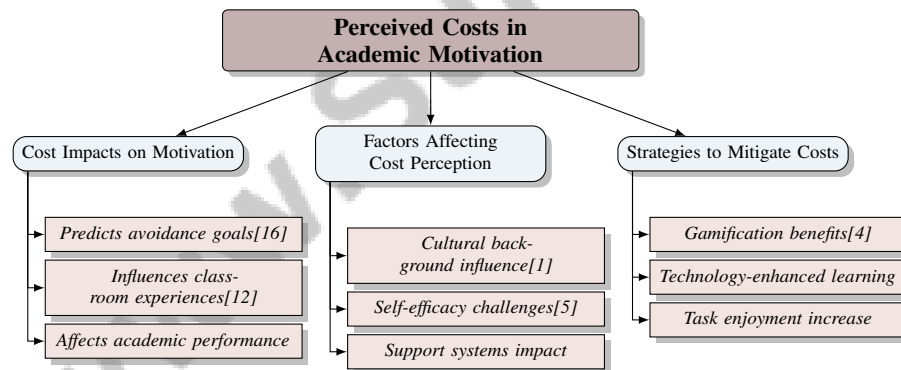 Perceived Costs in
Academic Motivation
Cost Impacts on Motivation
Predicts avoidance goals[16]
Influences class-
room experiences[12]
Affects academic performance
Factors Affecting
Cost Perception
Cultural back-
ground influence[1]
Self-efficacy challenges[5]
Support systems impact
Strategies to Mitigate Costs
Gamification benefits[4]
Technology-enhanced learning
Task enjoyment increase